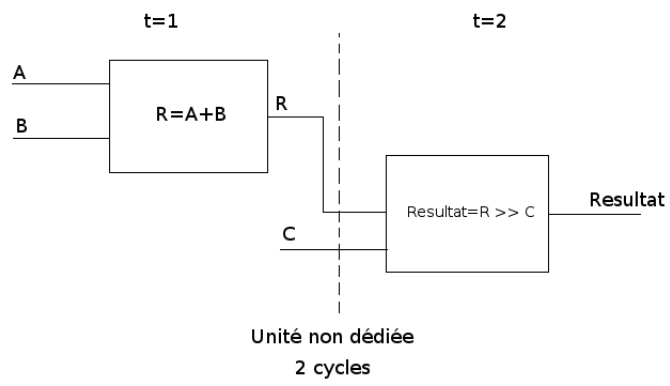 t=1
t=2
A
B
R=A+B
R
C
Resultat=R >> C
Resultat
Unité non dédiée
2 cycles